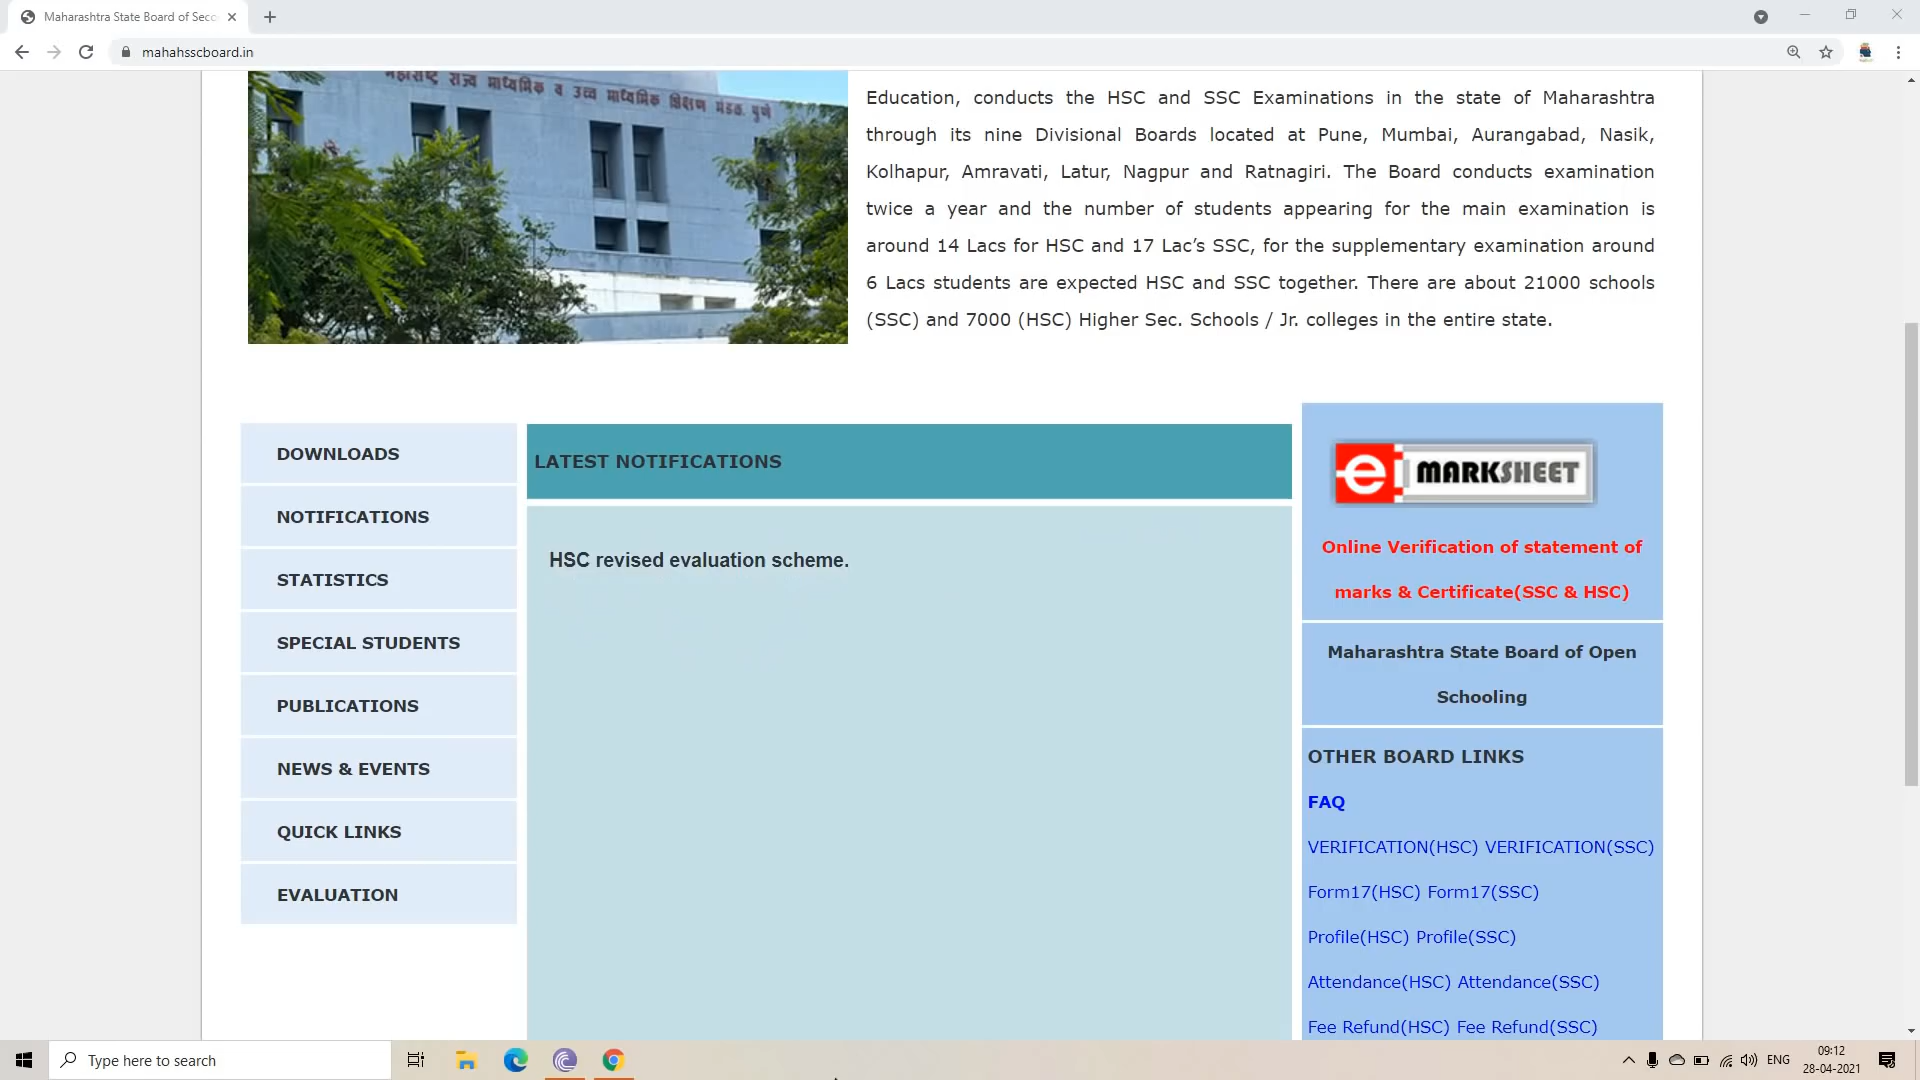 Maharashtra State Board of Seco
mahahsscboard.in
महाराष्ट्र राज्य माध्यमिक व उच्च माध्यमिक शिक्षण मंडळ, पुणे
Education, conducts the HSC and SSC Examinations in the state of Maharashtra
through its nine Divisional Boards located at Pune, Mumbai, Aurangabad, Nasik,
Kolhapur, Amravati, Latur, Nagpur and Ratnagiri. The Board conducts examination
twice a year and the number of students appearing for the main examination is
around 14 Lacs for HSC and 17 Lac’s SSC, for the supplementary examination around
6 Lacs students are expected HSC and SSC together. There are about 21000 schools
(SSC) and 7000 (HSC) Higher Sec. Schools / Jr. colleges in the entire state.
DOWNLOADS
NOTIFICATIONS
STATISTICS
SPECIAL STUDENTS
PUBLICATIONS
NEWS & EVENTS
QUICK LINKS
EVALUATION
LATEST NOTIFICATIONS
HSC revised evaluation scheme.
e MARKSHEET
Online Verification of statement of
marks & Certificate(SSC & HSC)
Maharashtra State Board of Open
Schooling
OTHER BOARD LINKS
FAQ
VERIFICATION(HSC) VERIFICATION(SSC)
Form17(HSC) Form17(SSC)
Profile(HSC) Profile(SSC)
Attendance(HSC) Attendance(SSC)
Fee Refund(HSC) Fee Refund(SSC)
Type here to search
ENG
09:12
28-04-2021